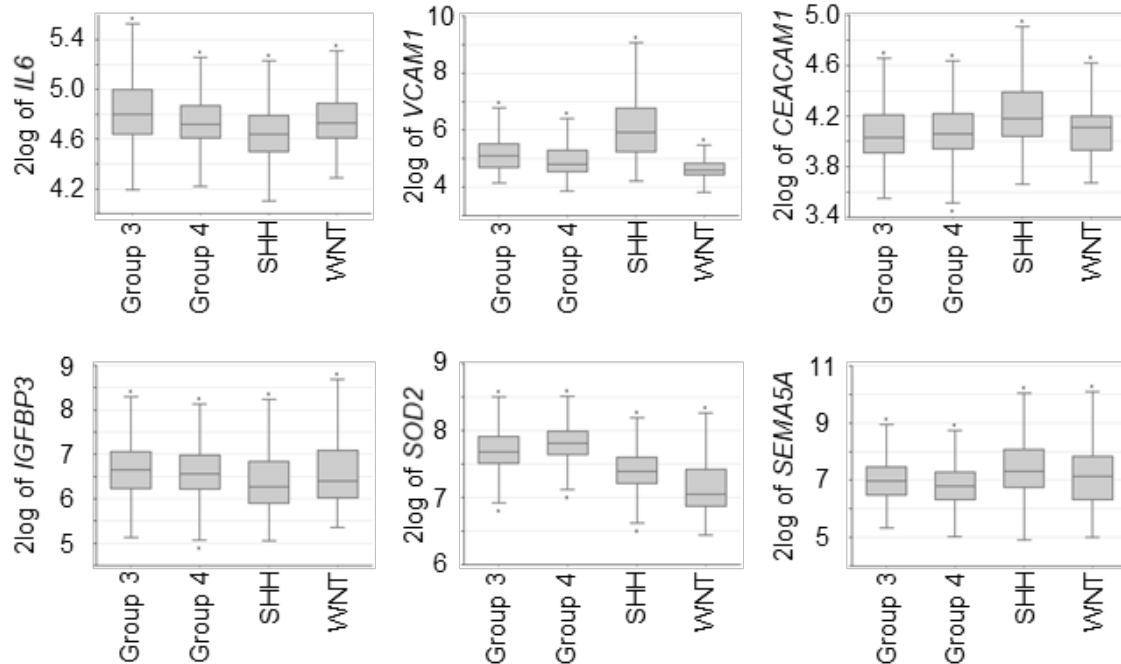 2log of IL6
5.4
5.0
4.6
4.2
Group 3
Group 4
SHH
WNT
2log of VCAM1
10
8
6
4
Group 3
Group 4
SHH
WNT
2log of CEACAM1
5.0
4.6
4.2
3.8
3.4
Group 3
Group 4
SHH
WNT
2log of IGFBP3
9
8
7
6
5
Group 3
Group 4
SHH
WNT
2log of SOD2
9
8
7
6
Group 3
Group 4
SHH
WNT
2log of SEMA5A
11
9
7
5
Group 3
Group 4
SHH
WNT